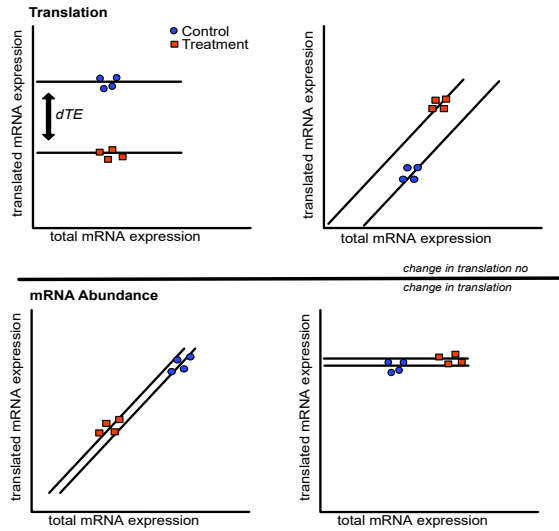 Translation
Control
Treatment
translated mRNA expression
dTE
total mRNA expression
translated mRNA expression
total mRNA expression
change in translation no
change in translation
mRNA Abundance
translated mRNA expression
total mRNA expression
translated mRNA expression
total mRNA expression